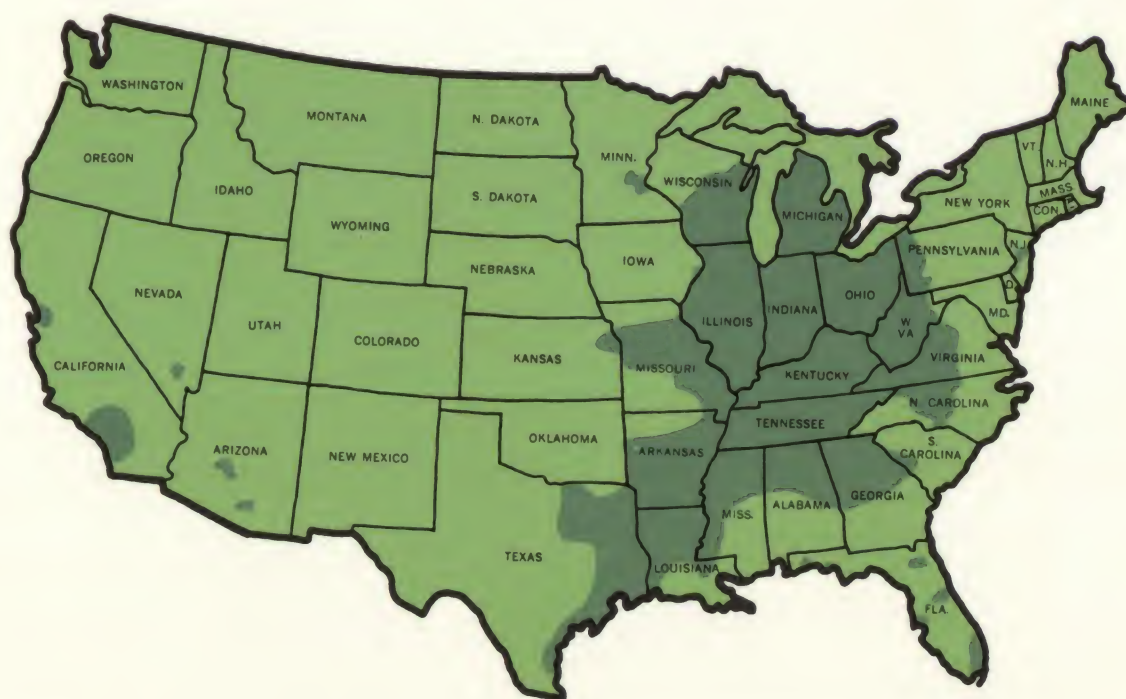 WASHINGTON
OREGON
IDAHO
MONTANA
WYOMING
N. DAKOTA
S. DAKOTA
NEBRASKA
KANSAS
OKLAHOMA
TEXAS
NEW MEXICO
COLORADO
UTAH
NEVADA
CALIFORNIA
ARIZONA
MINN.
IOWA
MISSOURI
ARKANSAS
LOUISIANA
WISCONSIN
ILLINOIS
MICHIGAN
INDIANA
OHIO
KENTUCKY
TENNESSEE
MISS.
ALABAMA
GEORGIA
FLA.
S.
CAROLINA
N. CAROLINA
VIRGINIA
W
VA
MD.
D.
PENNSYLVANIA
N.J.
NEW YORK
CON.
MASS
VT.
N.H.
MAINE